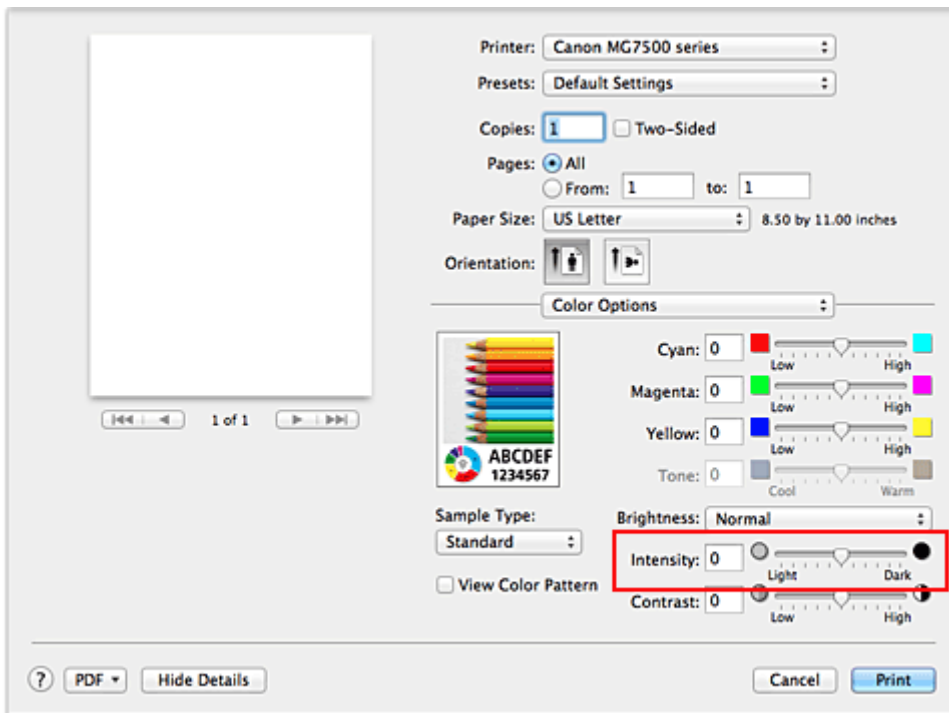 Printer: Canon MG7500 series
Presets: Default Settings
Copies: 1 Two-Sided
Pages: All
From: 1 to: 1
Paper Size: US Letter 8.50 by 11.00 inches
Orientation:
Color Options
1 of 1
Cyan: 0
Low High
Magenta: 0
Low High
Yellow: 0
Low High
Tone: 0
Cool Warm
ABCDEF
1234567
Sample Type:
Standard
View Color Pattern
Brightness: Normal
Intensity: 0
Light Dark
Contrast: 0
Low High
? PDF Hide Details Cancel Print